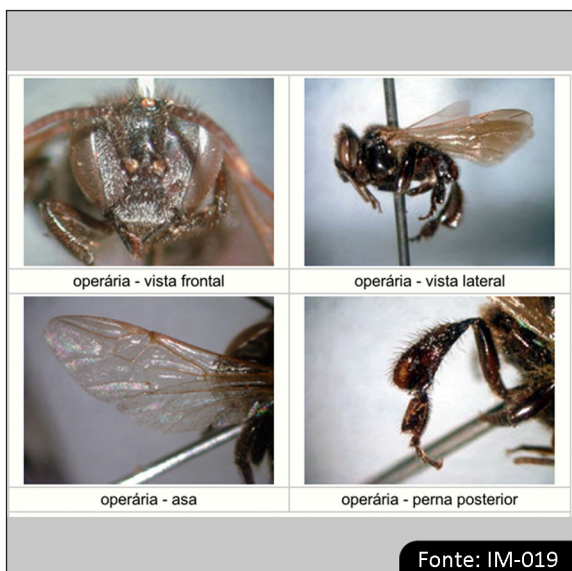 operária - vista frontal
operária - vista lateral
operária - asa
operária - perna posterior
Fonte: IM-019